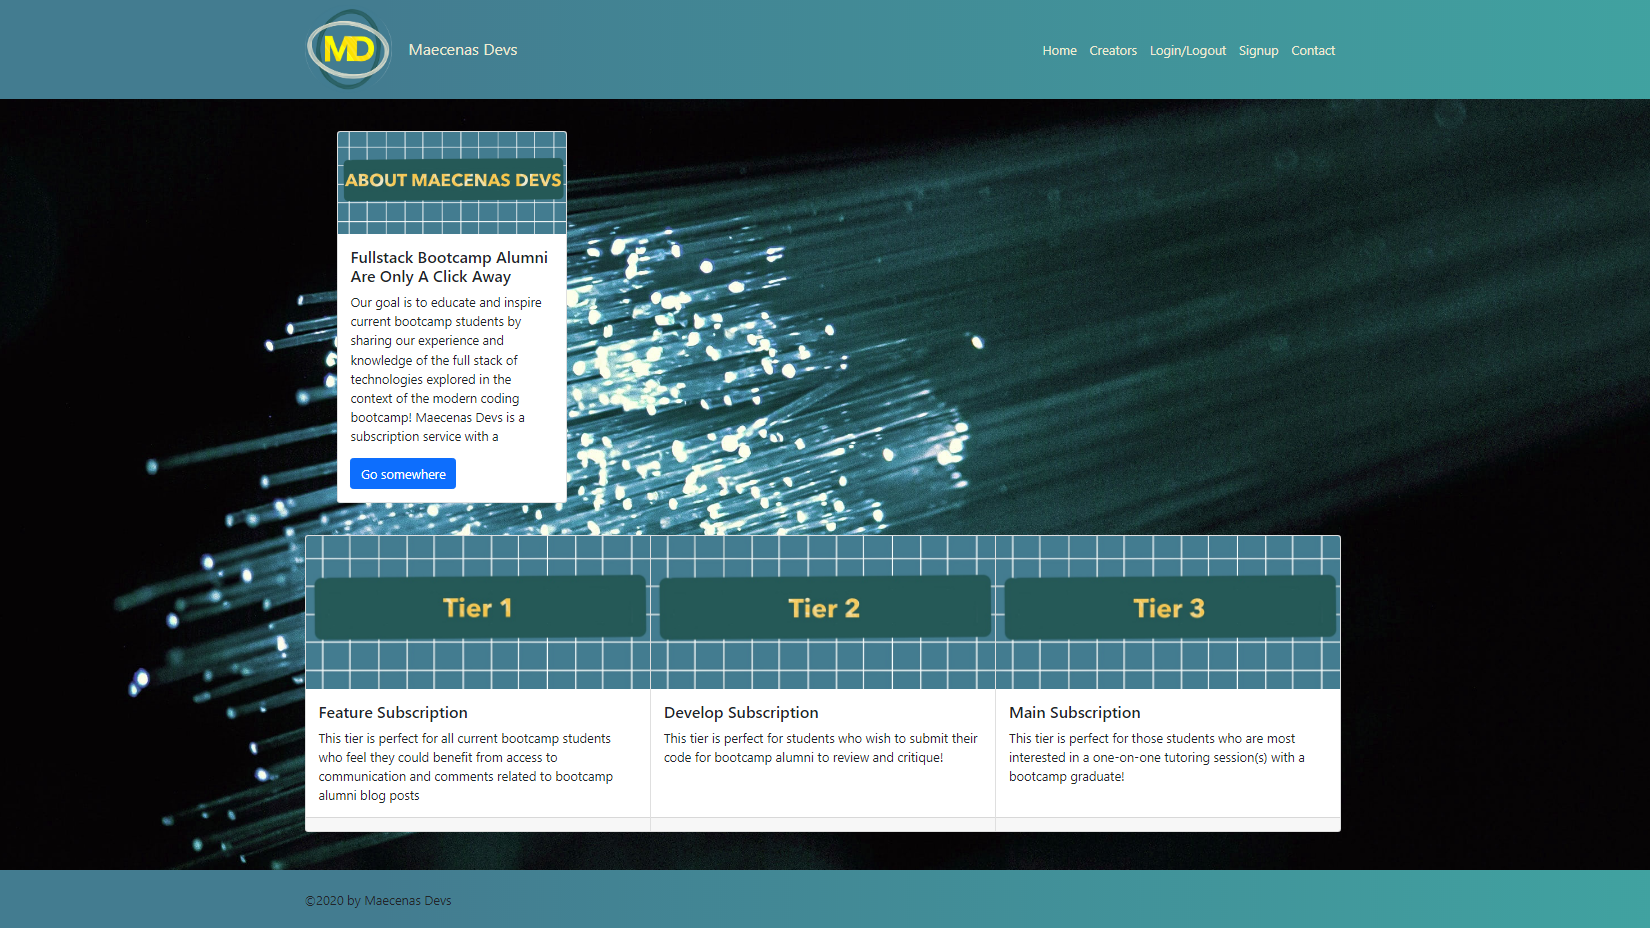 MD
Maecenas Devs
Home Creators Login/Logout Signup Contact
ABOUT MAECENAS DEVS
Fullstack Bootcamp Alumni
Are Only A Click Away
Our goal is to educate and inspire
current bootcamp students by
sharing our experience and
knowledge of the full stack of
technologies explored in the
context of the modern coding
bootcamp! Maecenas Devs is a
subscription service with a
Go somewhere
Tier 1
Tier 2
Tier 3
Feature Subscription
This tier is perfect for all current bootcamp students
who feel they could benefit from access to
communication and comments related to bootcamp
alumni blog posts
Develop Subscription
This tier is perfect for students who wish to submit their
code for bootcamp alumni to review and critique!
Main Subscription
This tier is perfect for those students who are most
interested in a one-on-one tutoring session(s) with a
bootcamp graduate!
©2020 by Maecenas Devs